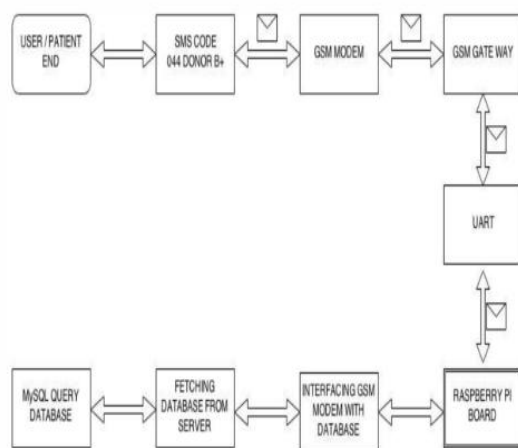 USER / PATIENT
END
SMS CODE
044 DONOR B+
GSM MODEM
GSM GATE WAY
UART
RASPBERRY PI
BOARD
INTERFACING GSM
MODEM WITH
DATABASE
FETCHING
DATABASE FROM
SERVER
MySQL QUERY
DATABASE